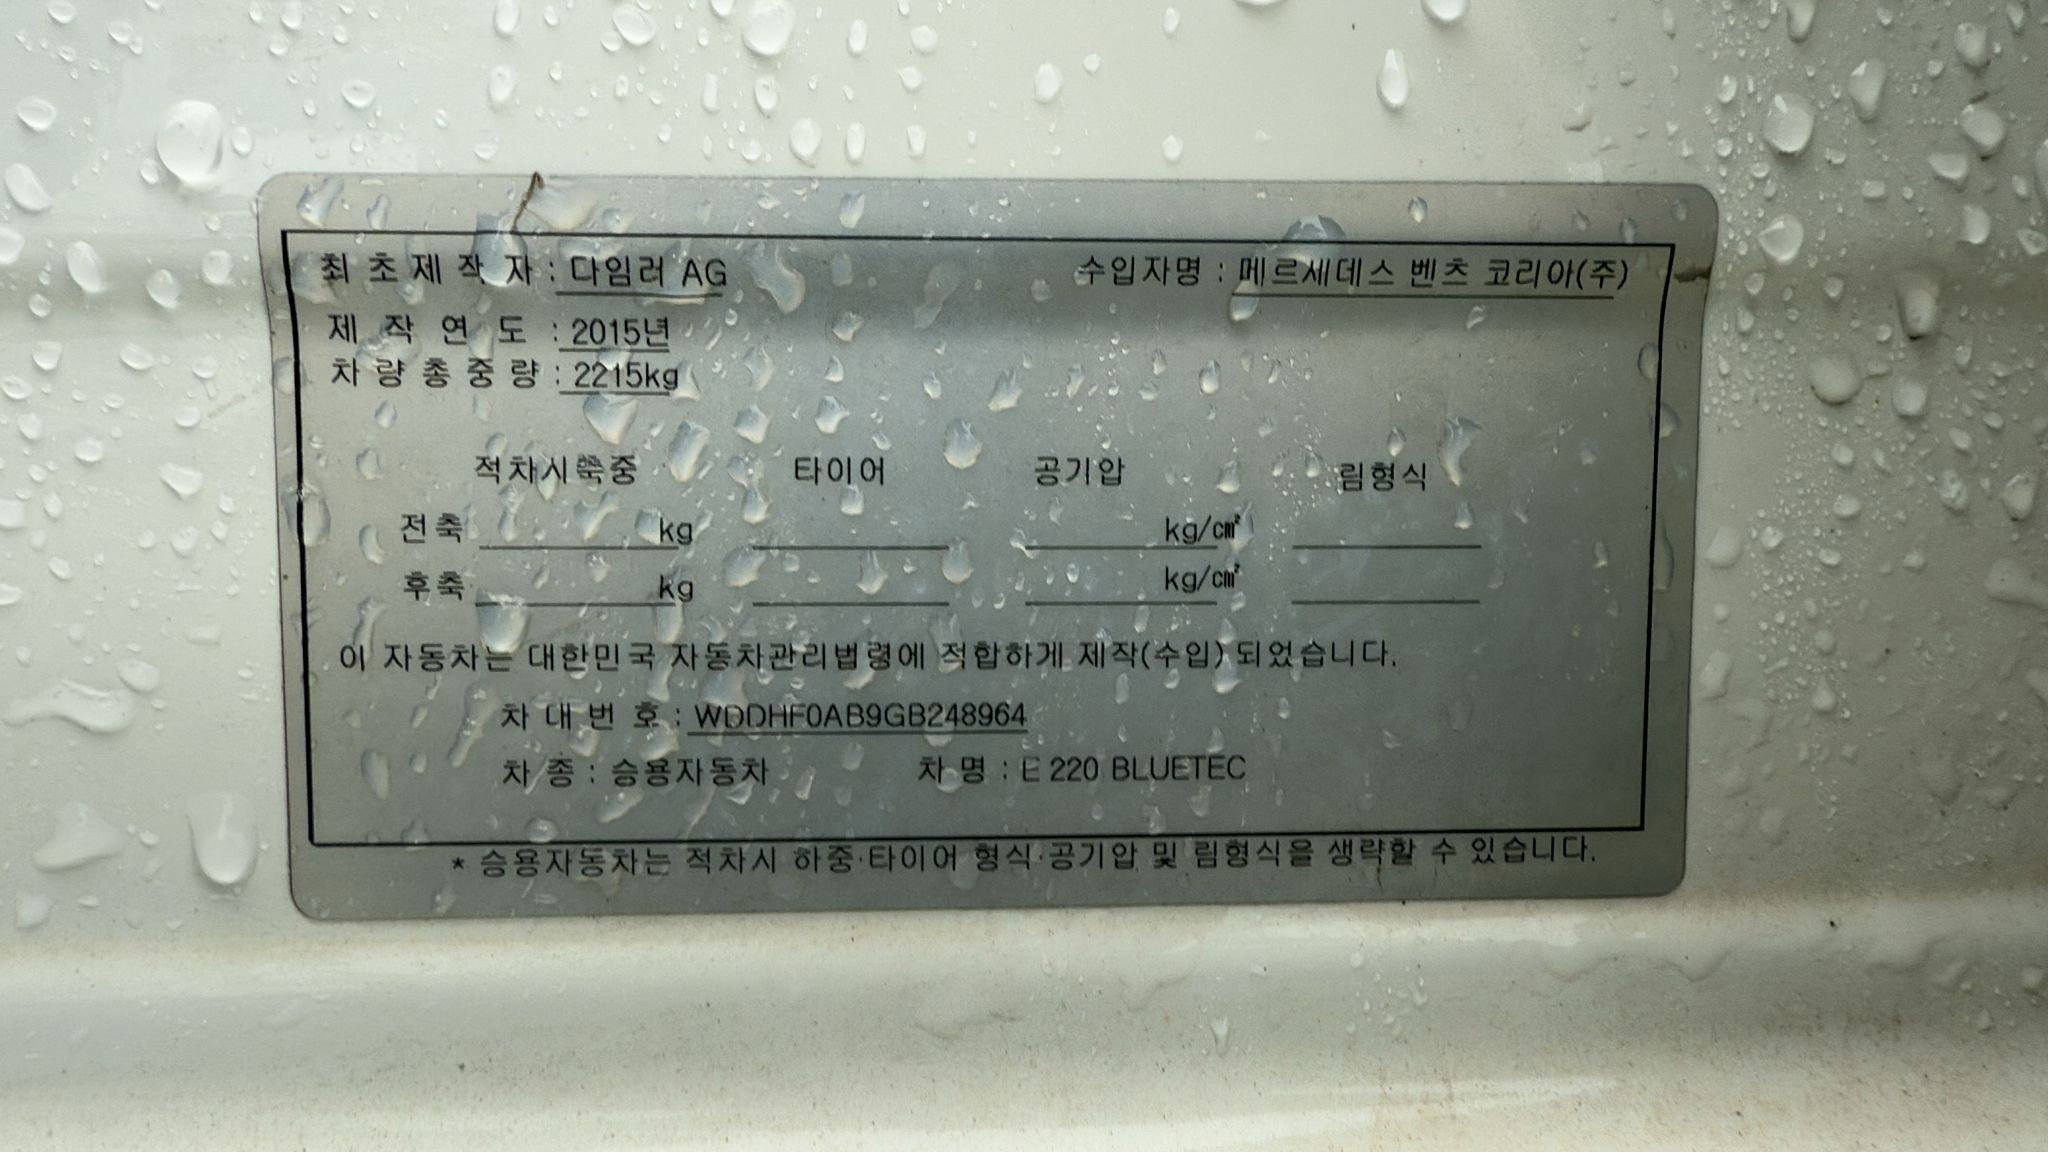 최초제작자 : 다임러 AG 수입자명 : 메르세데스 벤츠 코리아(주)
제작연도 : 2015년
차량총중량 : 2215kg
적차시축중 타이어 공기압 림형식
전축 kg kg/㎠
후축 kg kg/㎠
이 자동차는 대한민국 자동차관리법령에 적합하게 제작(수입) 되었습니다.
차대번호 : WDDHF0AB9GB248964
차종 : 승용자동차 차명 : E 220 BLUETEC
* 승용자동차는 적차시 하중·타이어 형식·공기압 및 림형식을 생략할 수 있습니다.